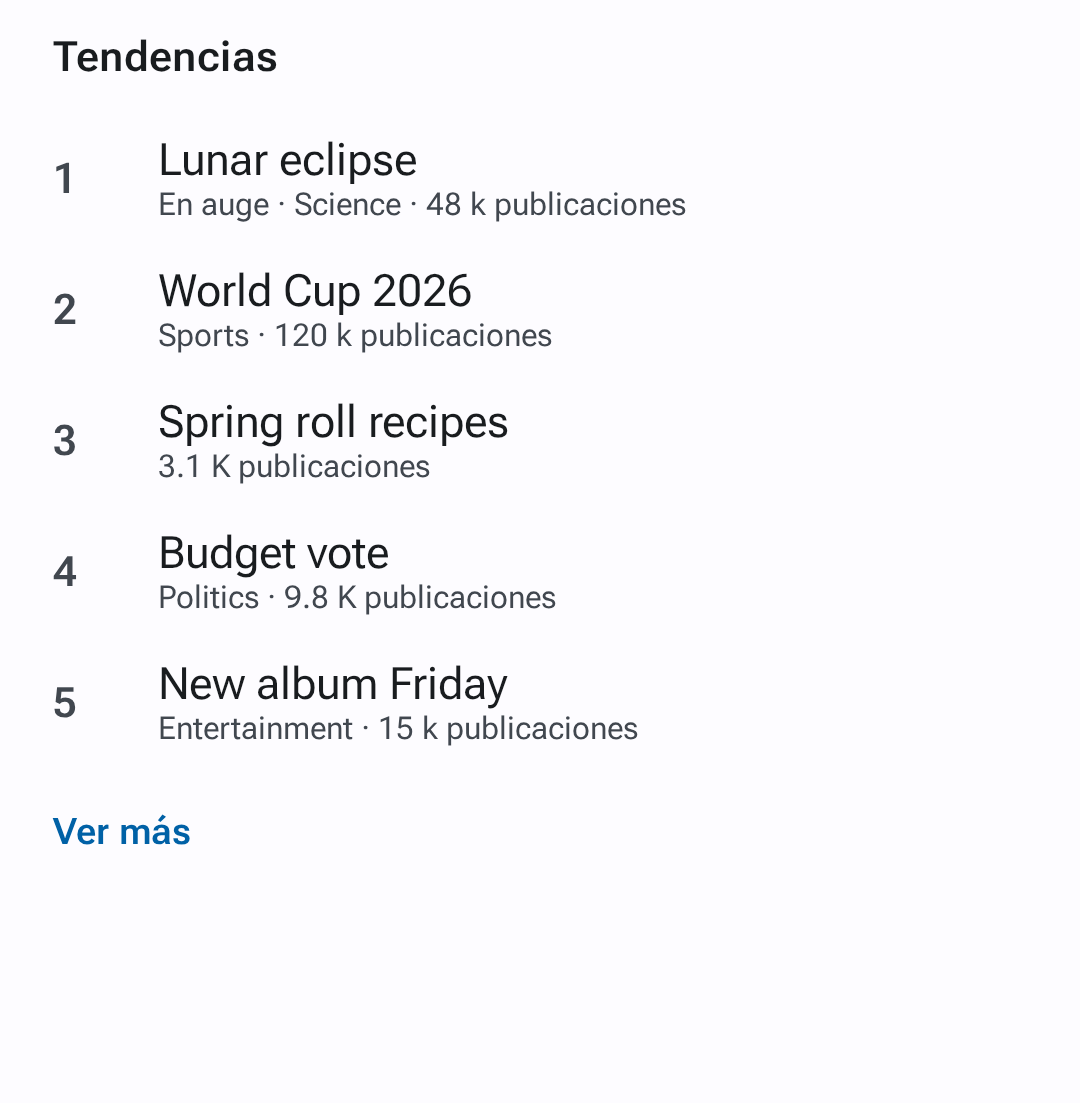 Tendencias
1
Lunar eclipse
En auge · Science · 48 k publicaciones
2
World Cup 2026
Sports · 120 k publicaciones
3
Spring roll recipes
3.1 K publicaciones
4
Budget vote
Politics · 9.8 K publicaciones
5
New album Friday
Entertainment · 15 k publicaciones
Ver más